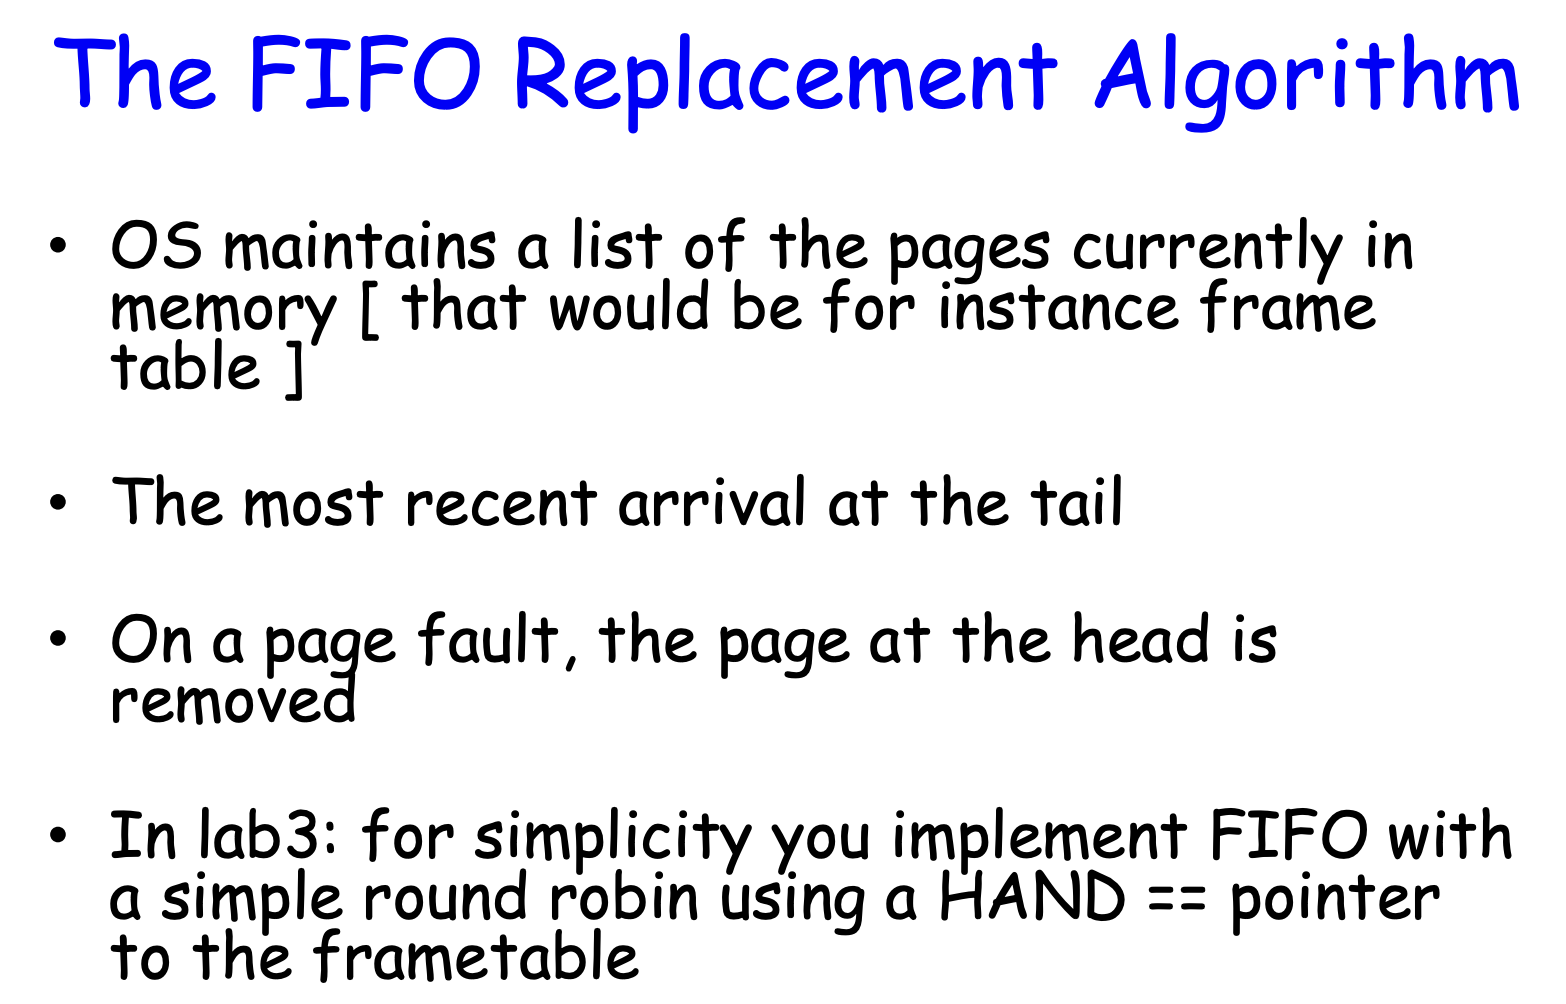 The FIFO Replacement Algorithm
• OS maintains a list of the pages currently in
memory [ that would be for instance frame
table ]
• The most recent arrival at the tail
• On a page fault, the page at the head is
removed
• In lab3: for simplicity you implement FIFO with
a simple round robin using a HAND == pointer
to the frametable